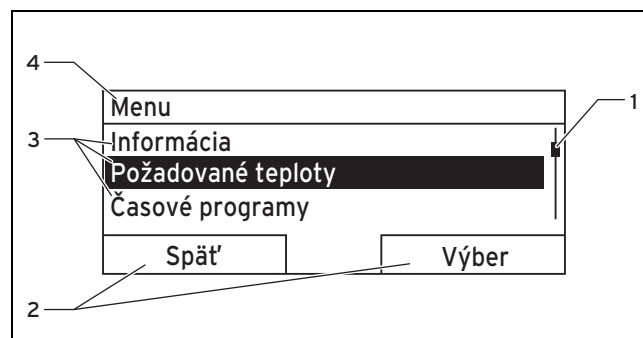 4
Menu
1
3
Informácia
Požadované teploty
Časové programy
Späť
Výber
2